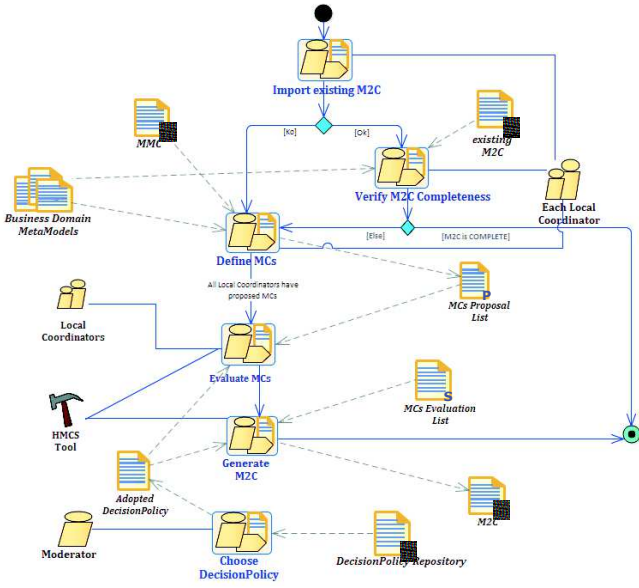 Import existing M2C
[Ko]
[Ok]
MMC
existing
M2C
Business Domain
MetaModels
Verify M2C Completeness
Each Local
Coordinator
[Else]
[M2C is COMPLETE]
Define MCs
All Local Coordinators have
proposed MCs
P
MCs Proposal
List
Local
Coordinators
Evaluate MCs
S
MCs Evaluation
List
HMCS
Tool
Generate
M2C
Adopted
DecisionPolicy
M2C
Moderator
Choose
DecisionPolicy
DecisionPolicy Repository